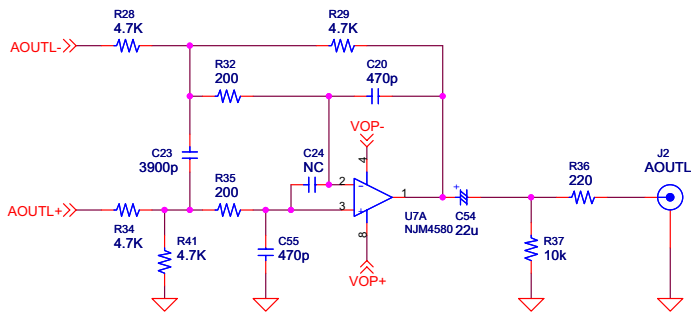 R28
4.7K
R29
4.7K
AOUTL-
R32
200
C20
470p
VOP-
C23
3900p
C24
NC
4
J2
AOUTL
R35
200
2
-
1
R36
220
3
+
AOUTL+
U7A
NJM4580
+
C54
22u
R34
4.7K
R41
4.7K
C55
470p
8
R37
10k
VOP+